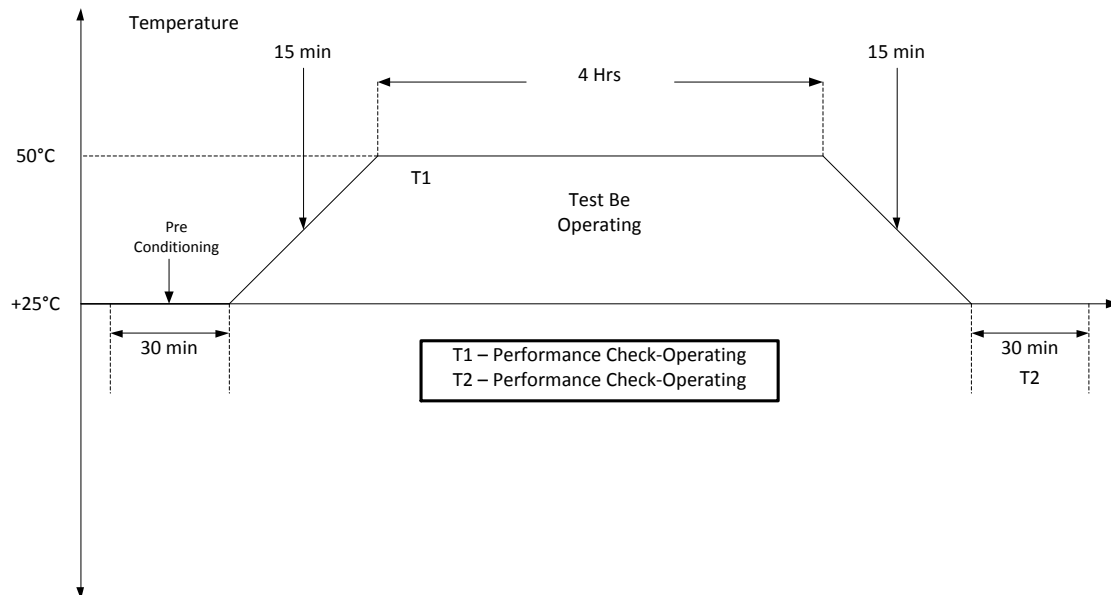 Temperature
15 min
4 Hrs
15 min
50°C
T1
Test Be
Operating
Pre
Conditioning
+25°C
30 min
T1 – Performance Check-Operating
T2 – Performance Check-Operating
30 min
T2